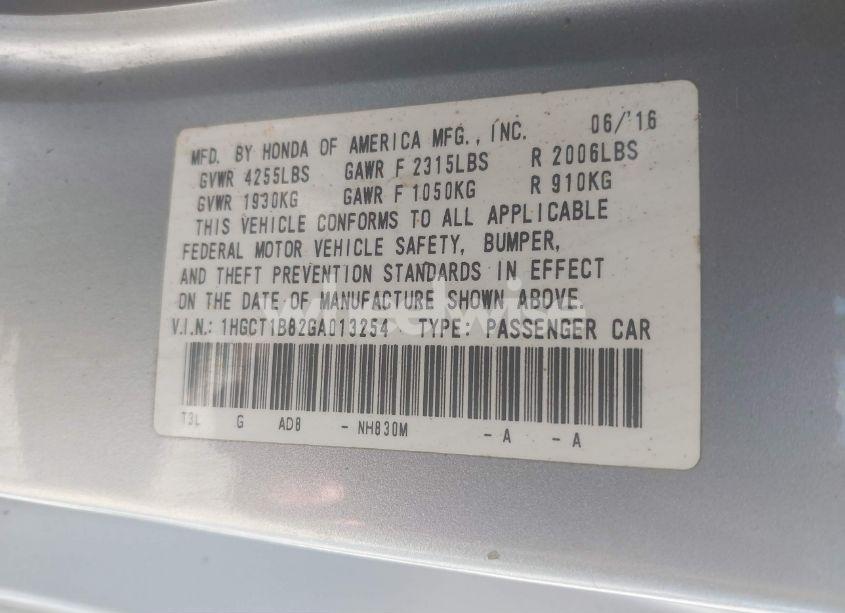 MFD. BY HONDA OF AMERICA MFG., INC. 06/'16
GVWR 4255LBS GAWR F 2315LBS R 2006LBS
GVWR 1930KG GAWR F 1050KG R 910KG
THIS VEHICLE CONFORMS TO ALL APPLICABLE
FEDERAL MOTOR VEHICLE SAFETY, BUMPER,
AND THEFT PREVENTION STANDARDS IN EFFECT
ON THE DATE OF MANUFACTURE SHOWN ABOVE.
wheelwise
V.I.N.: 1HGCT1B82GA013254 TYPE: PASSENGER CAR
T3L G AD8 - NH830M - A - A